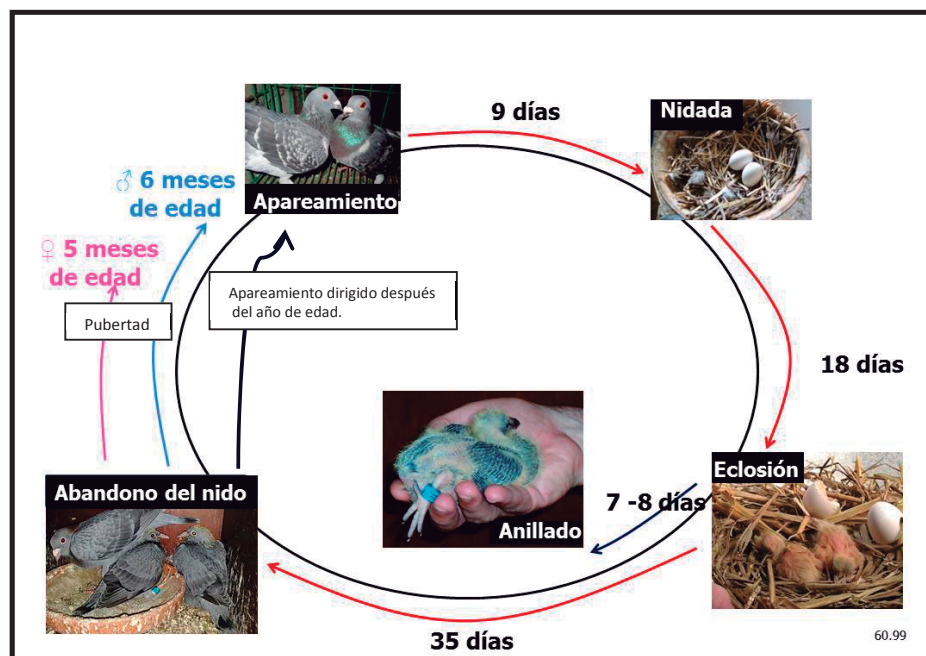 9 días
Nidada
Apareamiento
♂ 6 meses
de edad
♀ 5 meses
de edad
Pubertad
Apareamiento dirigido después
del año de edad.
18 días
Eclosión
7 -8 días
Anillado
Abandono del nido
35 días
60.99